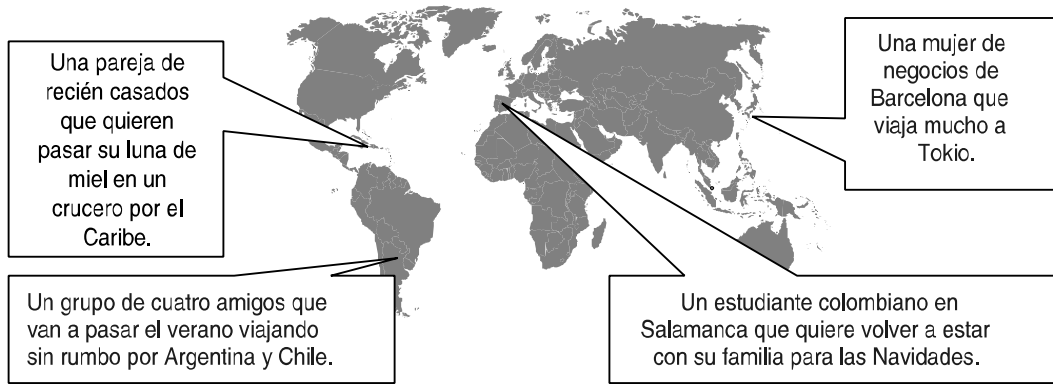 Una pareja de
recién casados
que quieren
pasar su luna de
miel en un
crucero por el
Caribe.
Una mujer de
negocios de
Barcelona que
viaja mucho a
Tokio.
Un grupo de cuatro amigos que
van a pasar el verano viajando
sin rumbo por Argentina y Chile.
Un estudiante colombiano en
Salamanca que quiere volver a estar
con su familia para las Navidades.